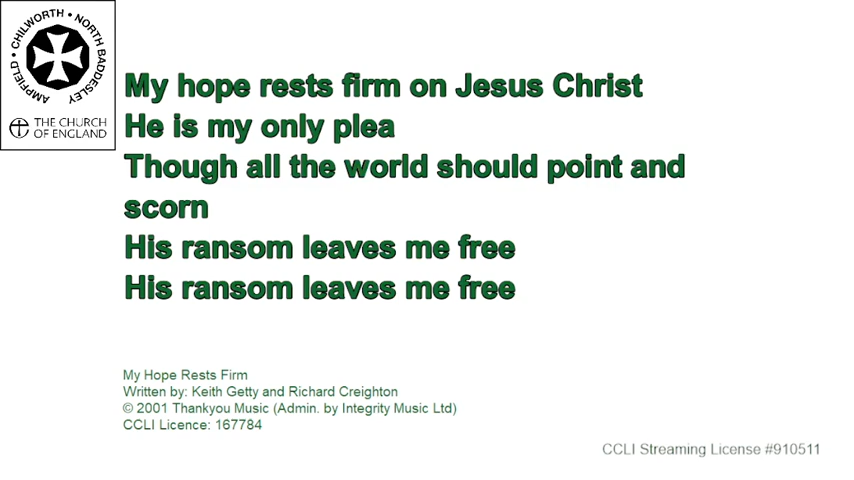 AMPFIELD • CHILWORTH • NORTH BADDESLEY
THE CHURCH
OF ENGLAND
My hope rests firm on Jesus Christ
He is my only plea
Though all the world should point and
scorn
His ransom leaves me free
His ransom leaves me free
My Hope Rests Firm
Written by: Keith Getty and Richard Creighton
© 2001 Thankyou Music (Admin. by Integrity Music Ltd)
CCLI Licence: 167784
CCLI Streaming License #910511